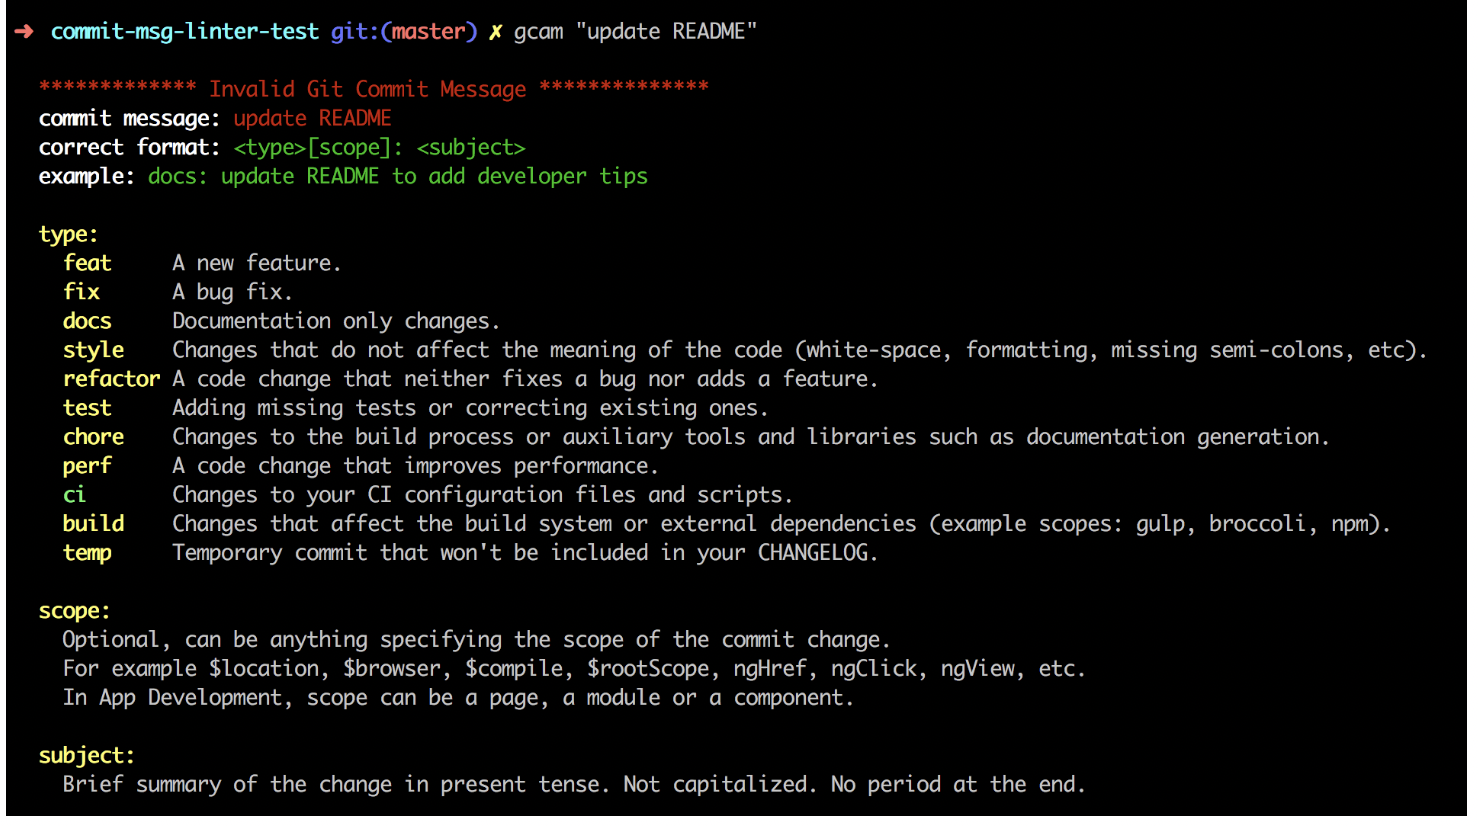 ➜ commit-msg-linter-test git:(master) ✗ gcam "update README"
************* Invalid Git Commit Message **************
commit message: update README
correct format: <type>[scope]: <subject>
example: docs: update README to add developer tips
type:
feat A new feature.
fix A bug fix.
docs Documentation only changes.
style Changes that do not affect the meaning of the code (white-space, formatting, missing semi-colons, etc).
refactor A code change that neither fixes a bug nor adds a feature.
test Adding missing tests or correcting existing ones.
chore Changes to the build process or auxiliary tools and libraries such as documentation generation.
perf A code change that improves performance.
ci Changes to your CI configuration files and scripts.
build Changes that affect the build system or external dependencies (example scopes: gulp, broccoli, npm).
temp Temporary commit that won't be included in your CHANGELOG.
scope:
Optional, can be anything specifying the scope of the commit change.
For example $location, $browser, $compile, $rootScope, ngHref, ngClick, ngView, etc.
In App Development, scope can be a page, a module or a component.
subject:
Brief summary of the change in present tense. Not capitalized. No period at the end.